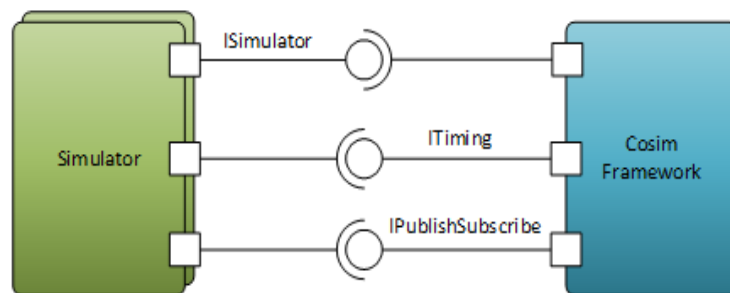 ISimulator
Simulator
ITiming
Cosim
Framework
IPublishSubscribe